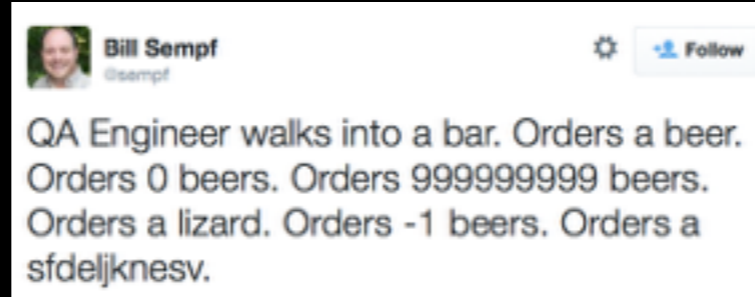 Bill Sempf
@sempf
Follow
QA Engineer walks into a bar. Orders a beer.
Orders 0 beers. Orders 999999999 beers.
Orders a lizard. Orders -1 beers. Orders a
sfdeljknesv.